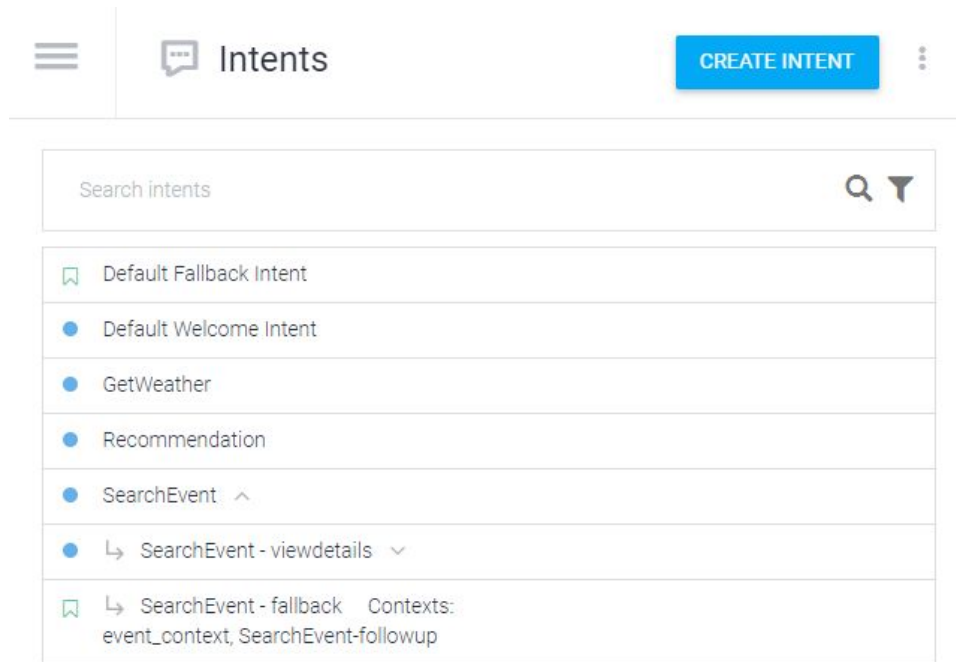 Intents
CREATE INTENT
Search intents
Default Fallback Intent
Default Welcome Intent
GetWeather
Recommendation
SearchEvent
SearchEvent - viewdetails
SearchEvent - fallback Contexts:
event_context, SearchEvent-followup